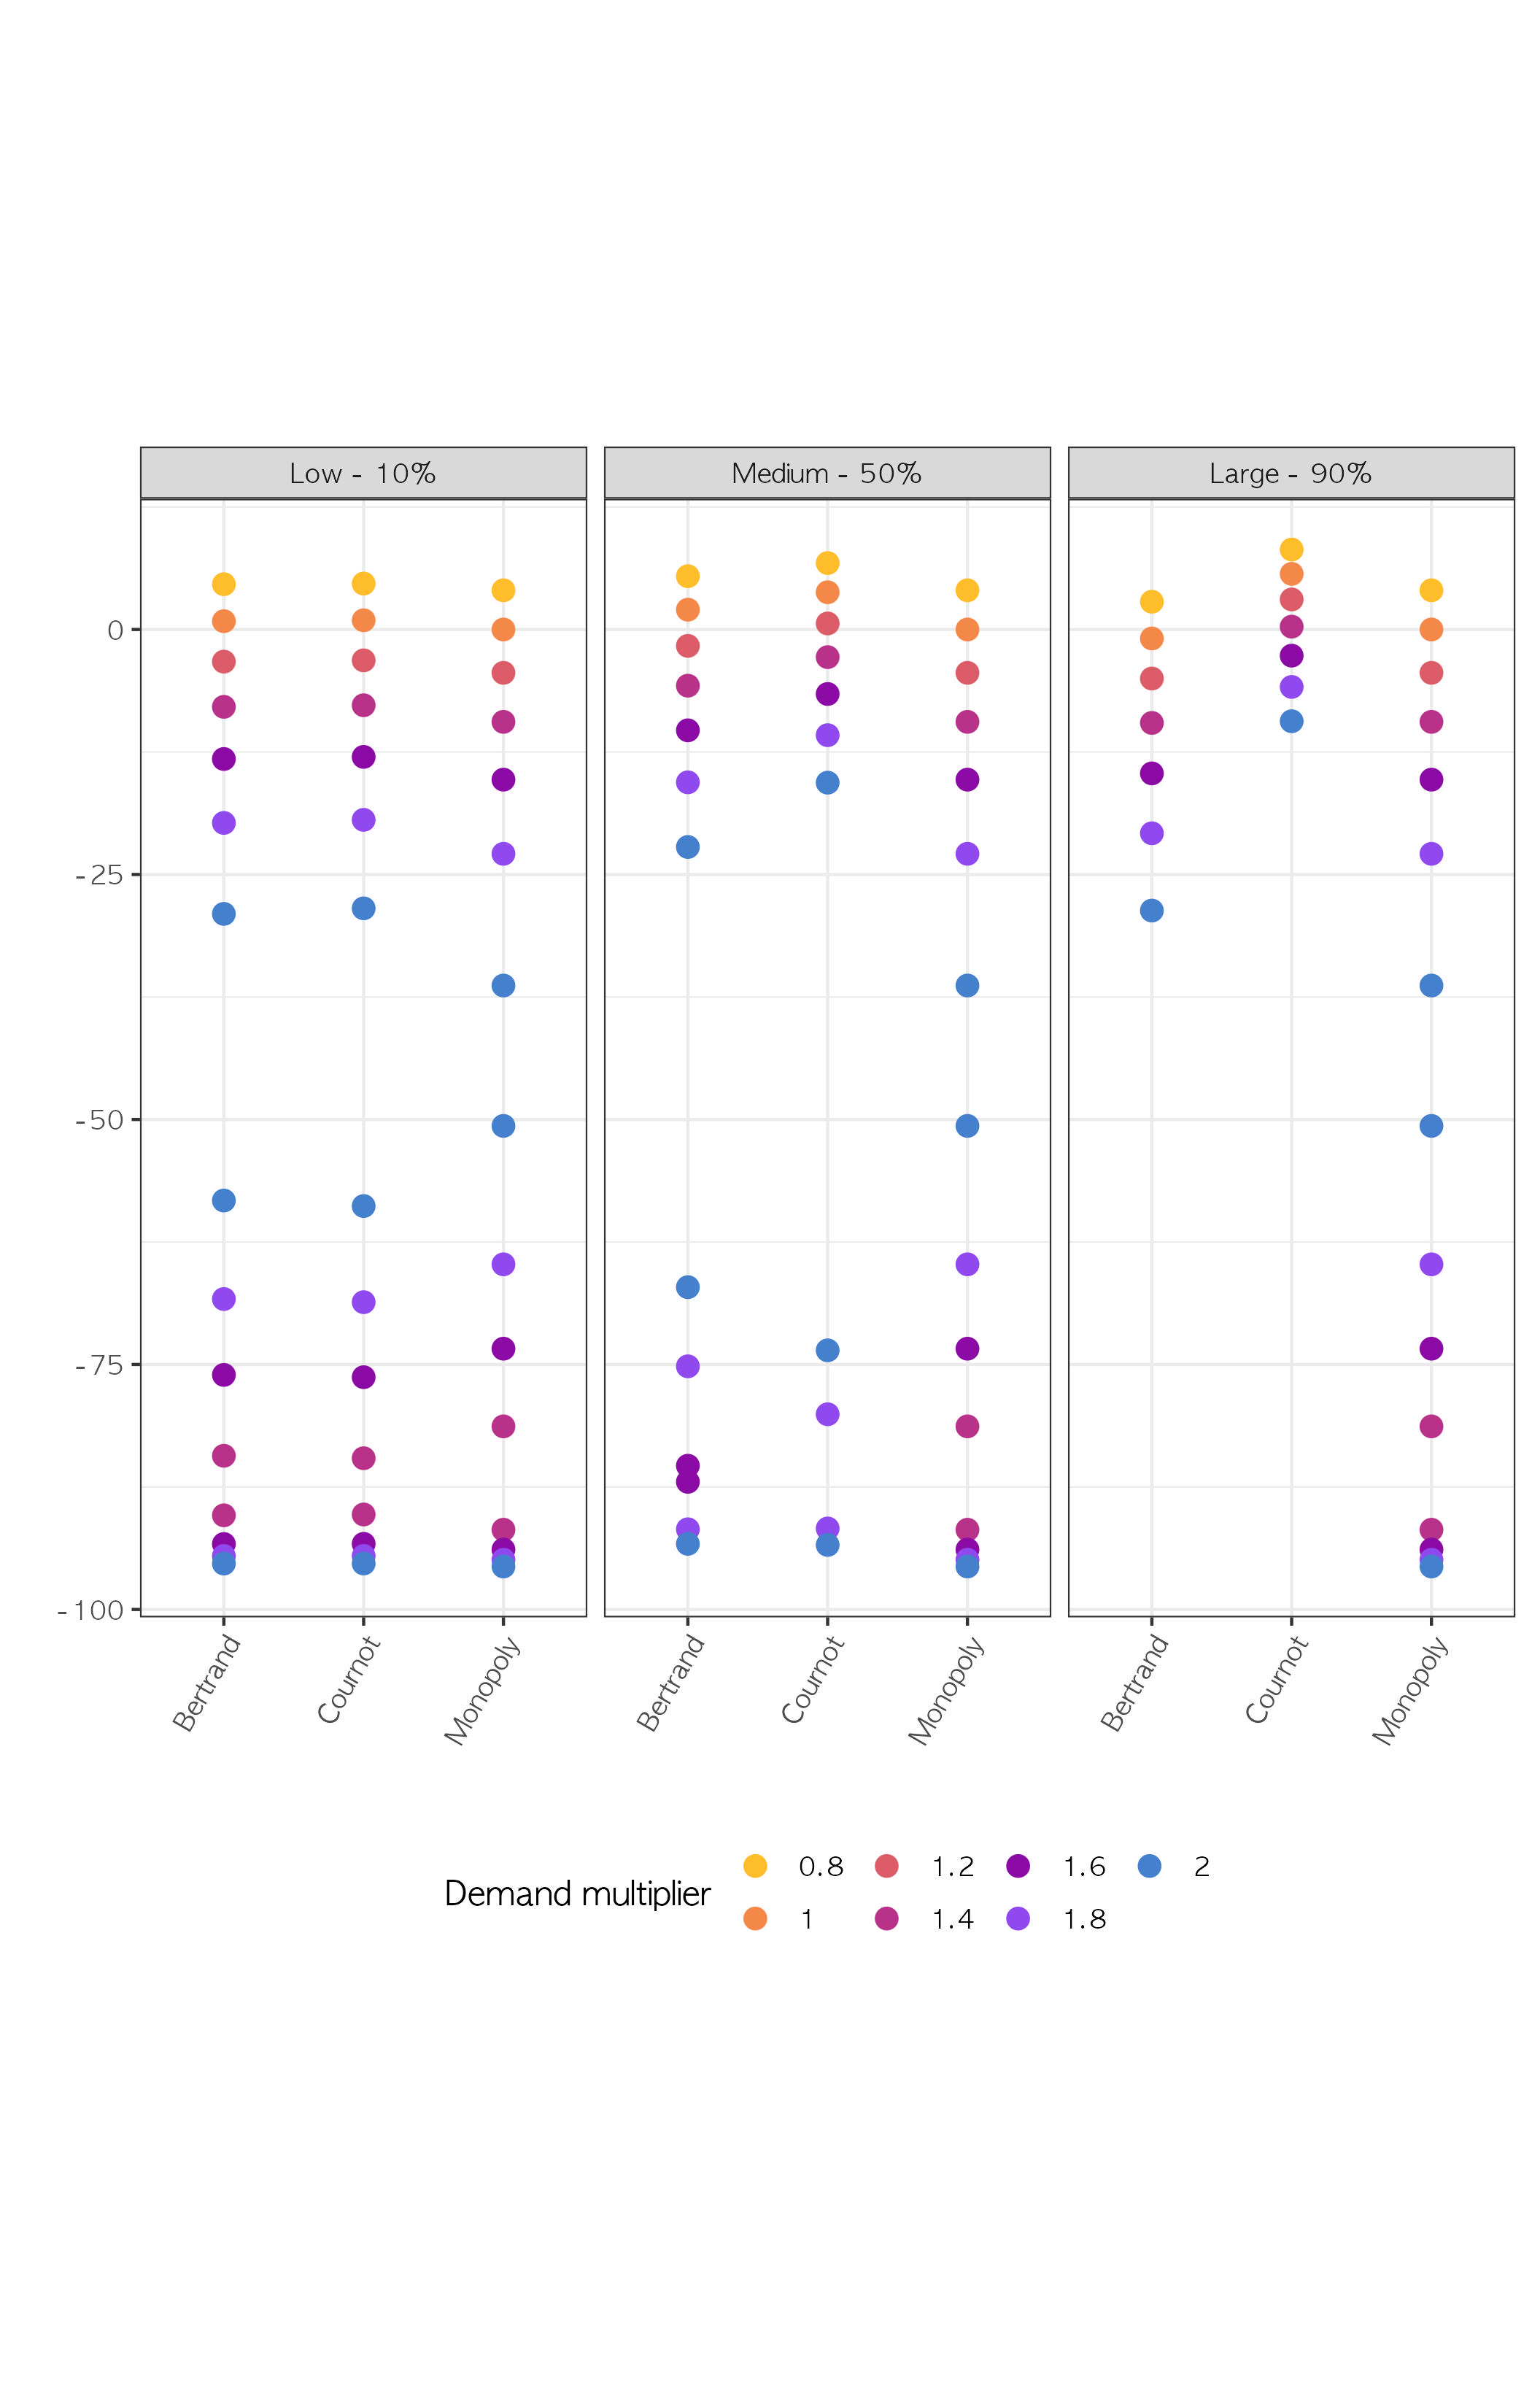 Low - 10%
Medium - 50%
Large - 90%
0
-25
-50
-75
-100
Bertrand
Cournot
Monopoly
Bertrand
Cournot
Monopoly
Bertrand
Cournot
Monopoly
Demand multiplier
0.8
1.2
1.6
2
1
1.4
1.8